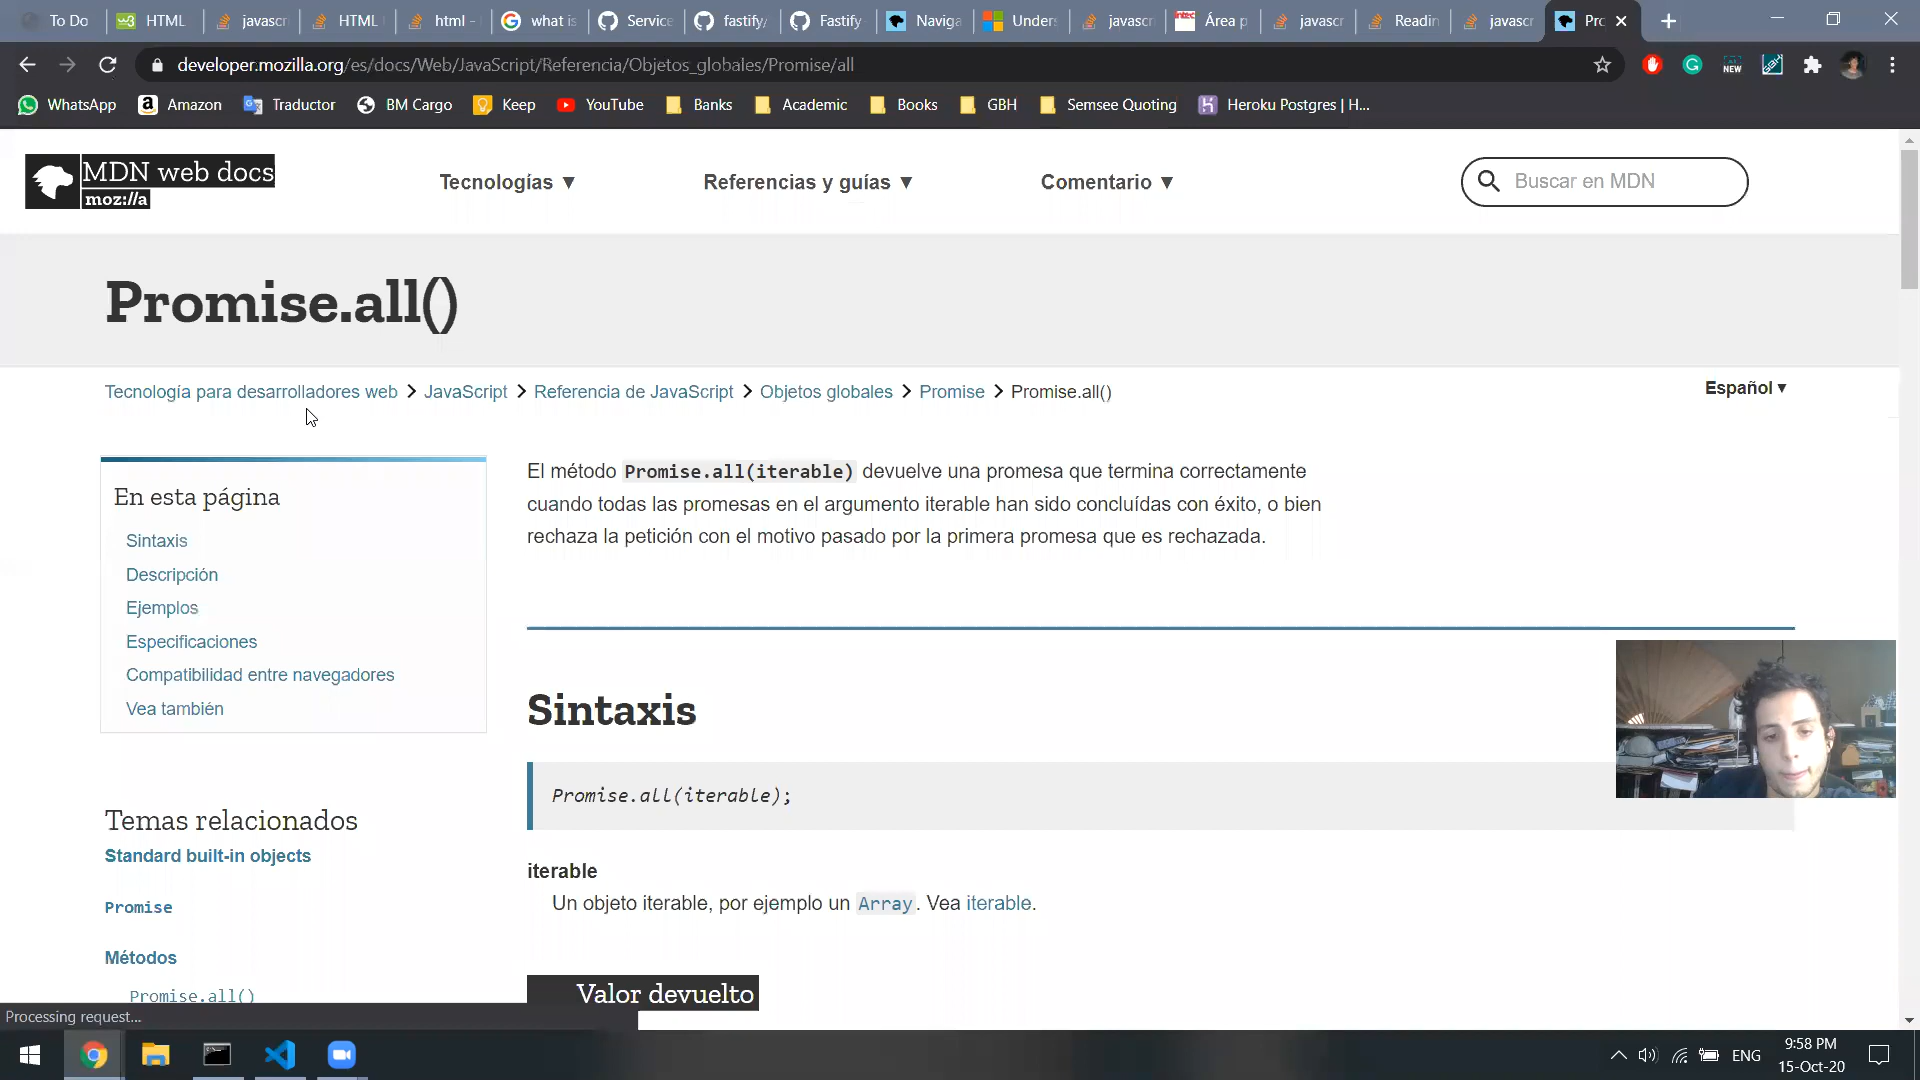 To Do
HTML
javascr
HTML
html -
what is
Service
fastify/
Fastify
Naviga
Under
javascr
intec
Área p
javascr
Readin
javascr
Pro
developer.mozilla.org/es/docs/Web/JavaScript/Referencia/Objetos_globales/Promise/all
NEW
WhatsApp
Amazon
Traductor
BM Cargo
Keep
YouTube
Banks
Academic
Books
GBH
Semsee Quoting
Heroku Postgres | H...
MDN web docs
moz://a
Tecnologías ▼
Referencias y guías ▼
Comentario ▼
Buscar en MDN
Promise.all()
Tecnología para desarrolladores web > JavaScript > Referencia de JavaScript > Objetos globales > Promise > Promise.all()
Español ▼
En esta página
Sintaxis
Descripción
Ejemplos
Especificaciones
Compatibilidad entre navegadores
Vea también
Temas relacionados
Standard built-in objects
Promise
Métodos
Promise.all()
El método Promise.all(iterable) devuelve una promesa que termina correctamente
cuando todas las promesas en el argumento iterable han sido concluídas con éxito, o bien
rechaza la petición con el motivo pasado por la primera promesa que es rechazada.
Sintaxis
Promise.all(iterable);
iterable
Un objeto iterable, por ejemplo un Array. Vea iterable.
Valor devuelto
Processing request...
ENG
9:58 PM
15-Oct-20